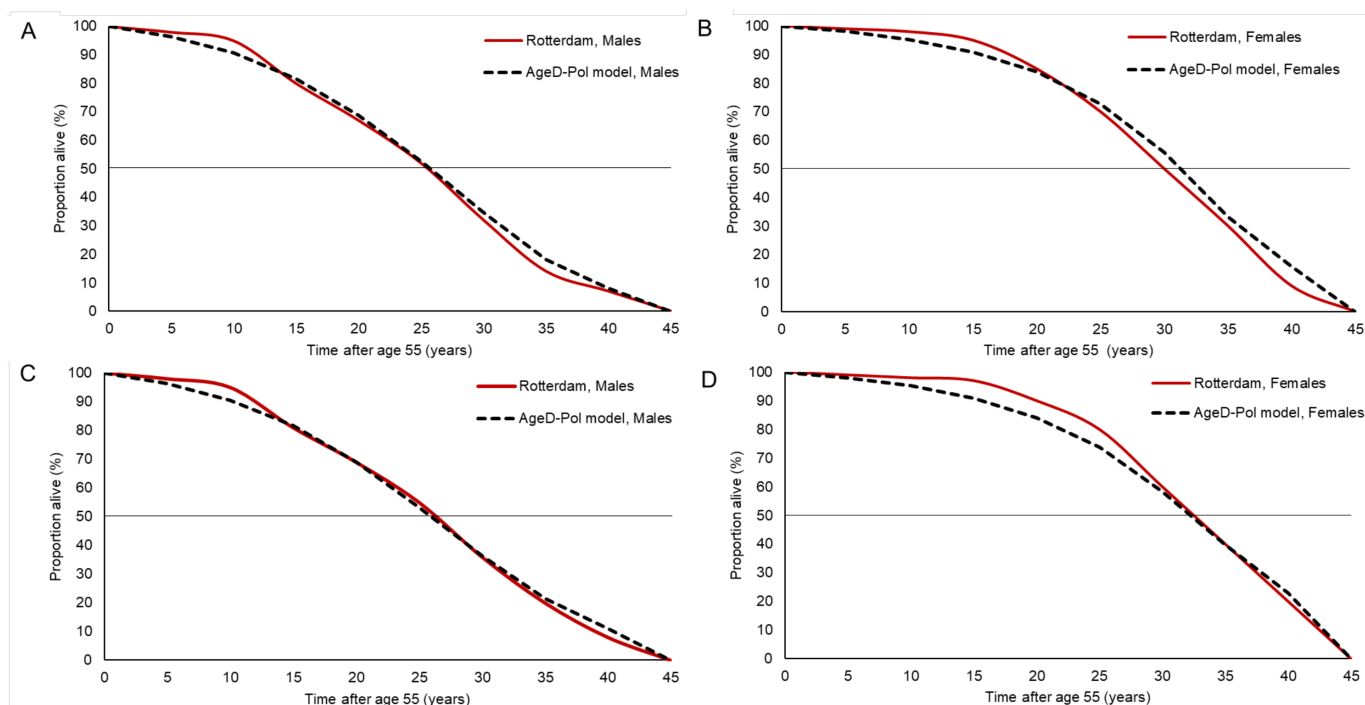 A
Rotterdam, Males
AgeD-Pol model, Males
Proportion alive (%)
100
90
80
70
60
50
40
30
20
10
0
0 5 10 15 20 25 30 35 40 45
Time after age 55 (years)
B
Rotterdam, Females
AgeD-Pol model, Females
Proportion alive (%)
100
90
80
70
60
50
40
30
20
10
0
0 5 10 15 20 25 30 35 40 45
Time after age 55 (years)
C
Rotterdam, Males
AgeD-Pol model, Males
Proportion alive (%)
100
90
80
70
60
50
40
30
20
10
0
0 5 10 15 20 25 30 35 40 45
Time after age 55 (years)
D
Rotterdam, Females
AgeD-Pol model, Females
Proportion alive (%)
100
90
80
70
60
50
40
30
20
10
0
0 5 10 15 20 25 30 35 40 45
Time after age 55 (years)